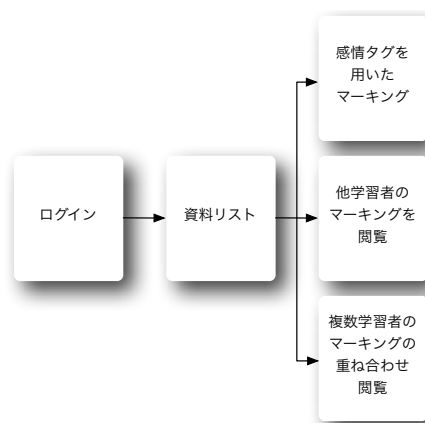 ログイン
資料リスト
感情タグを
用いた
マーキング
他学習者の
マーキングを
閲覧
複数学習者の
マーキングの
重ね合わせ
閲覧